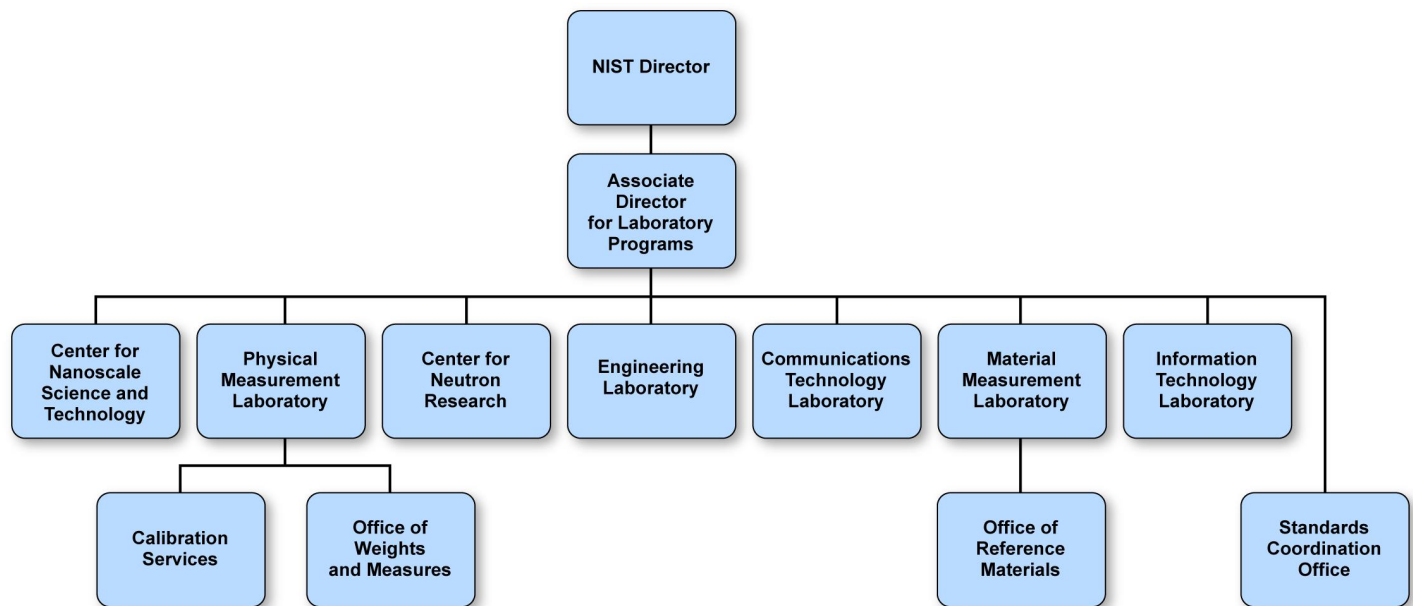 NIST Director
Associate
Director
for Laboratory
Programs
Center for
Nanoscale
Science and
Technology
Physical
Measurement
Laboratory
Center for
Neutron
Research
Engineering
Laboratory
Communications
Technology
Laboratory
Material
Measurement
Laboratory
Information
Technology
Laboratory
Calibration
Services
Office of
Weights
and Measures
Office of
Reference
Materials
Standards
Coordination
Office